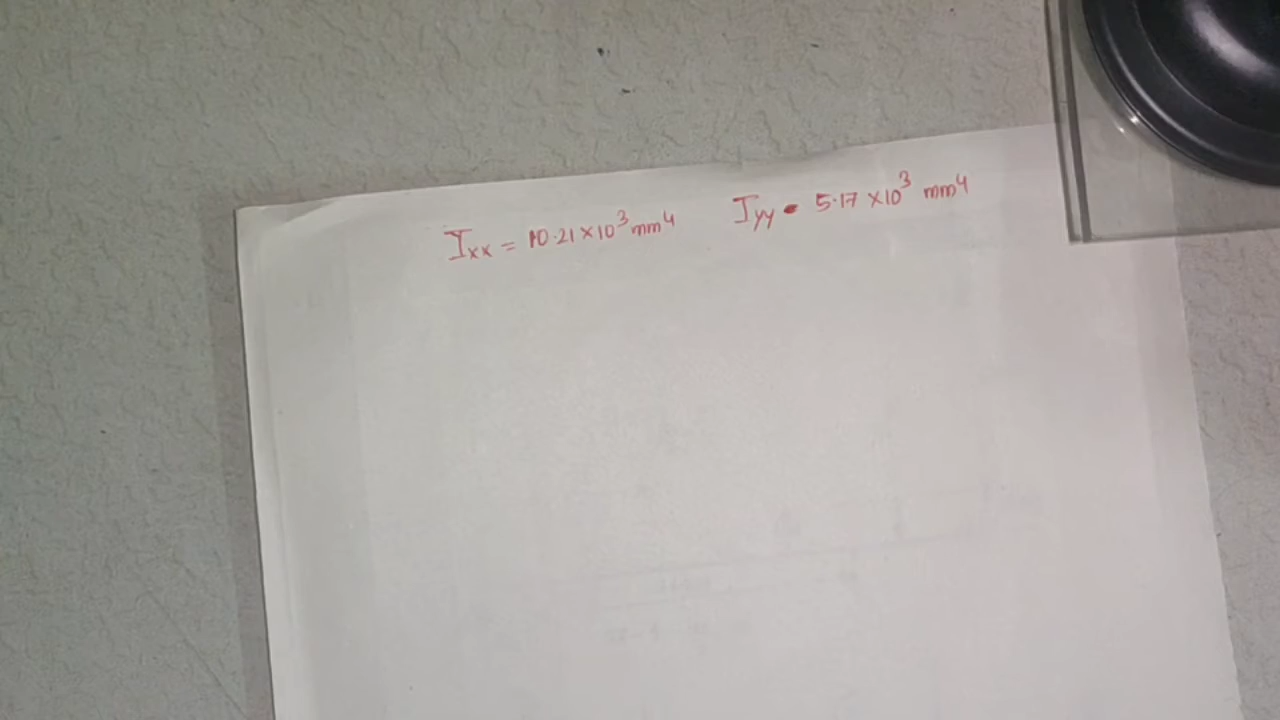 Ixx = 10.21 × 10³ mm⁴ Iyy = 5.17 × 10³ mm⁴